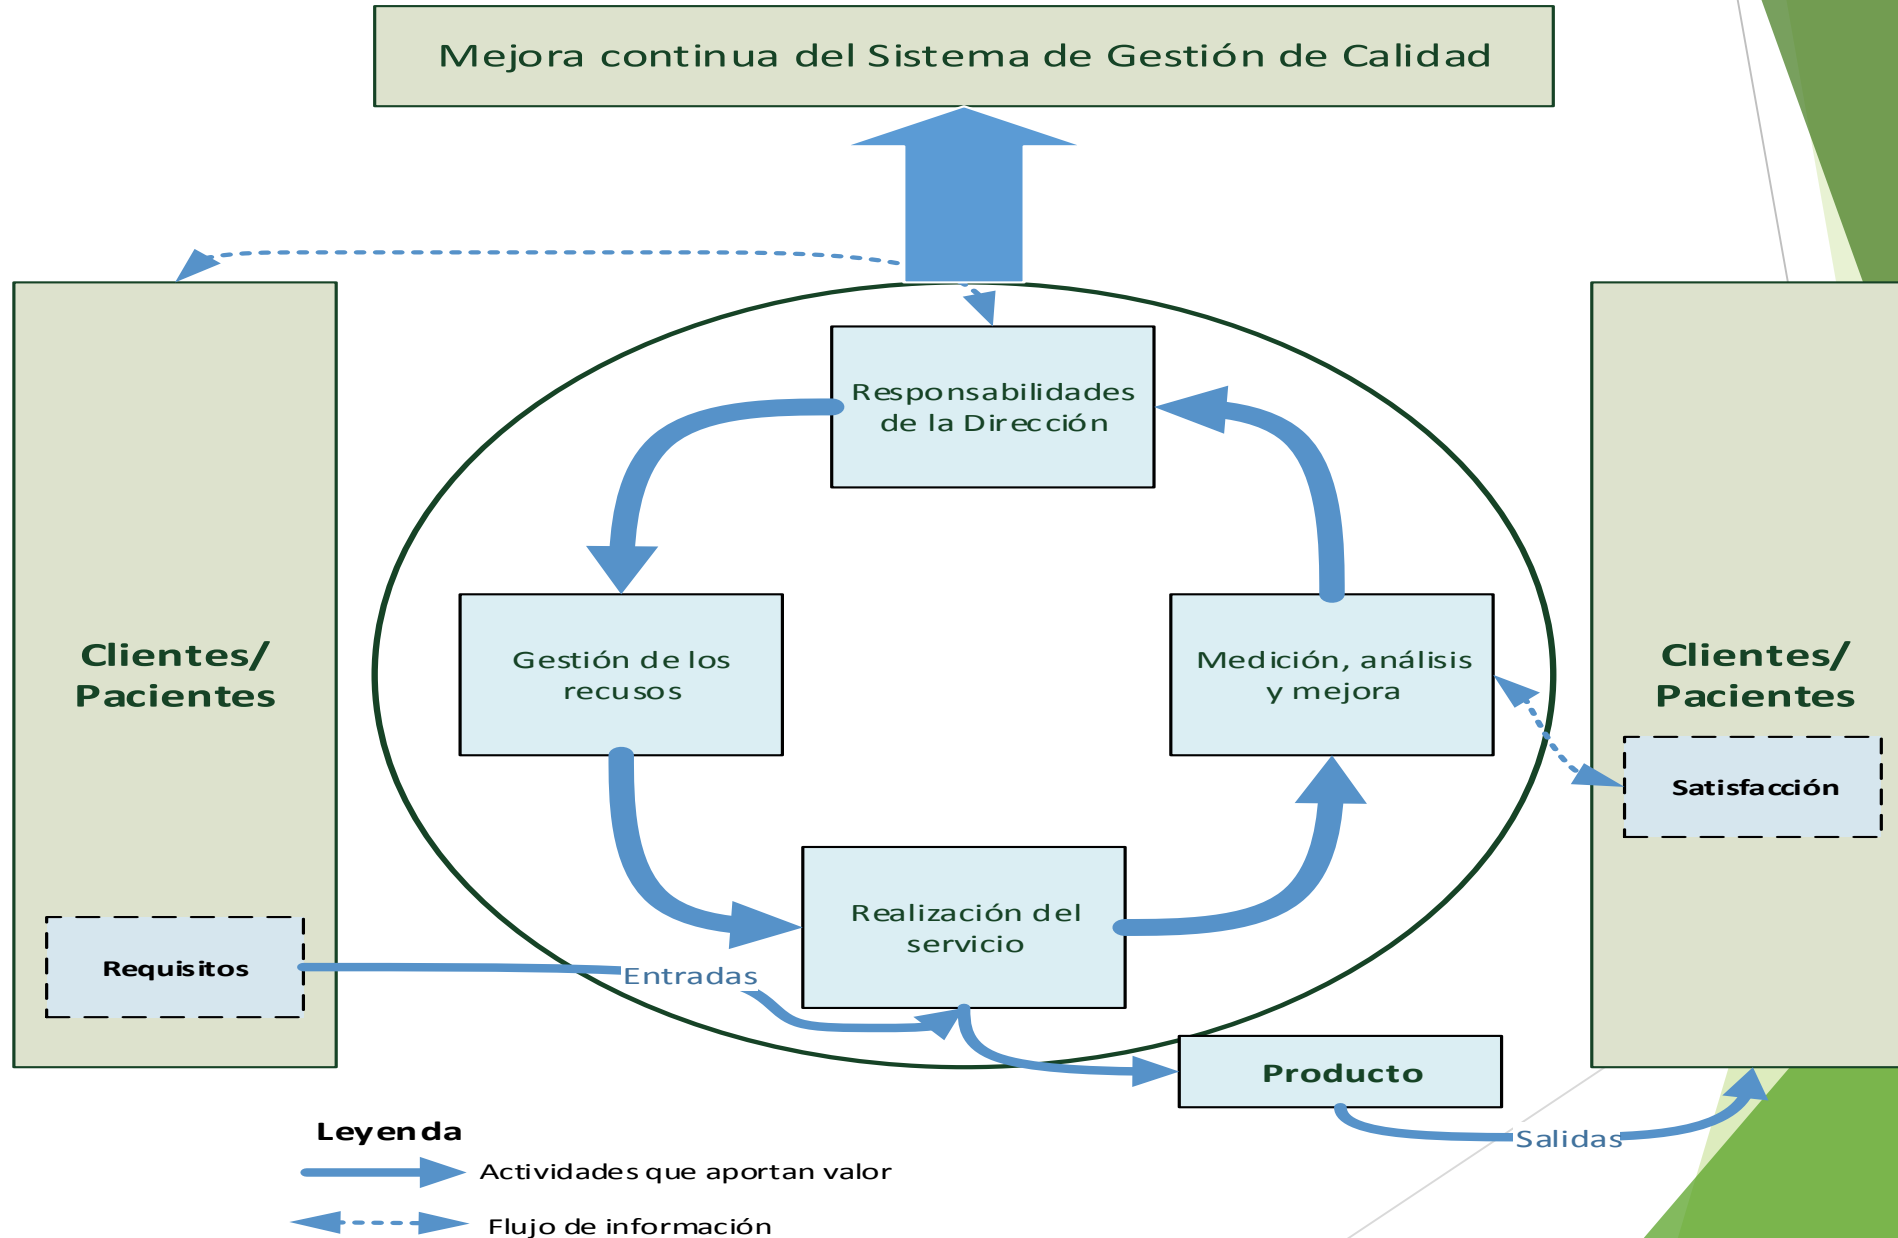 Mejora continua del Sistema de Gestión de Calidad
Responsabilidades
de la Dirección
Clientes/
Pacientes
Gestión de los
recusos
Medición, análisis
y mejora
Clientes/
Pacientes
Satisfacción
Realización del
servicio
Requisitos
Entradas
Producto
Salidas
Leyenda
Actividades que aportan valor
Flujo de información